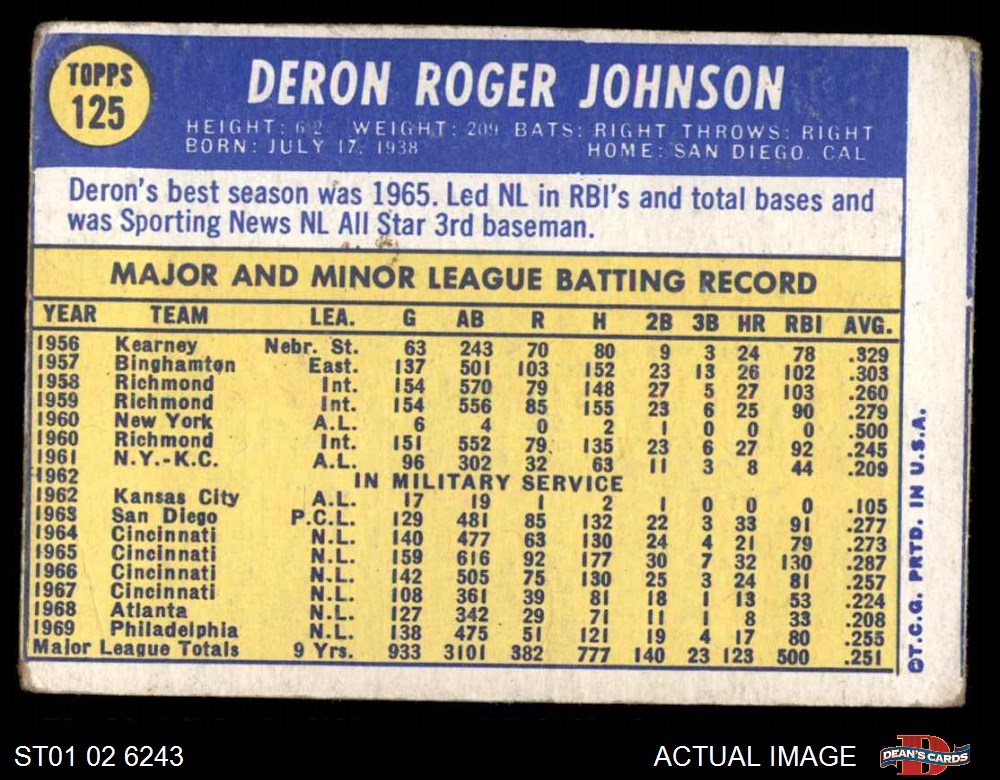 TOPPS
125
DERON ROGER JOHNSON
HEIGHT: 6 2 WEIGHT: 209 BATS: RIGHT THROWS: RIGHT
BORN: JULY 17, 1938 HOME: SAN DIEGO, CAL
Deron's best season was 1965. Led NL in RBI's and total bases and
was Sporting News NL All Star 3rd baseman.
MAJOR AND MINOR LEAGUE BATTING RECORD
YEAR TEAM LEA. G AB R H 2B 3B HR RBI AVG.
1956 Kearney Nebr. St. 63 243 70 80 9 3 24 78 .329
1957 Binghamton East. 137 501 103 152 23 13 26 102 .303
1958 Richmond Int. 154 570 79 148 27 5 27 103 .260
1959 Richmond Int. 154 556 85 155 23 6 25 90 .279
1960 New York A.L. 6 4 0 2 1 0 0 0 .500
1960 Richmond Int. 151 552 79 135 23 6 27 92 .245
1961 N.Y.-K.C. A.L. 96 302 32 63 11 3 8 44 .209
1962 IN MILITARY SERVICE
1962 Kansas City A.L. 17 19 1 2 1 0 0 0 .105
1963 San Diego P.C.L. 129 481 85 132 22 3 33 91 .277
1964 Cincinnati N.L. 140 477 63 130 24 4 21 79 .273
1965 Cincinnati N.L. 159 616 92 177 30 7 32 130 .287
1966 Cincinnati N.L. 142 505 75 130 25 3 24 81 .257
1967 Cincinnati N.L. 108 361 39 81 18 1 13 53 .224
1968 Atlanta N.L. 127 342 29 71 11 1 8 33 .208
1969 Philadelphia N.L. 138 475 51 121 19 4 17 80 .255
Major League Totals 9 Yrs. 933 3101 382 777 140 23 123 500 .251
©T.C.G. PRTD. IN U.S.A.
ST01 02 6243
ACTUAL IMAGE
DEAN'S CARDS